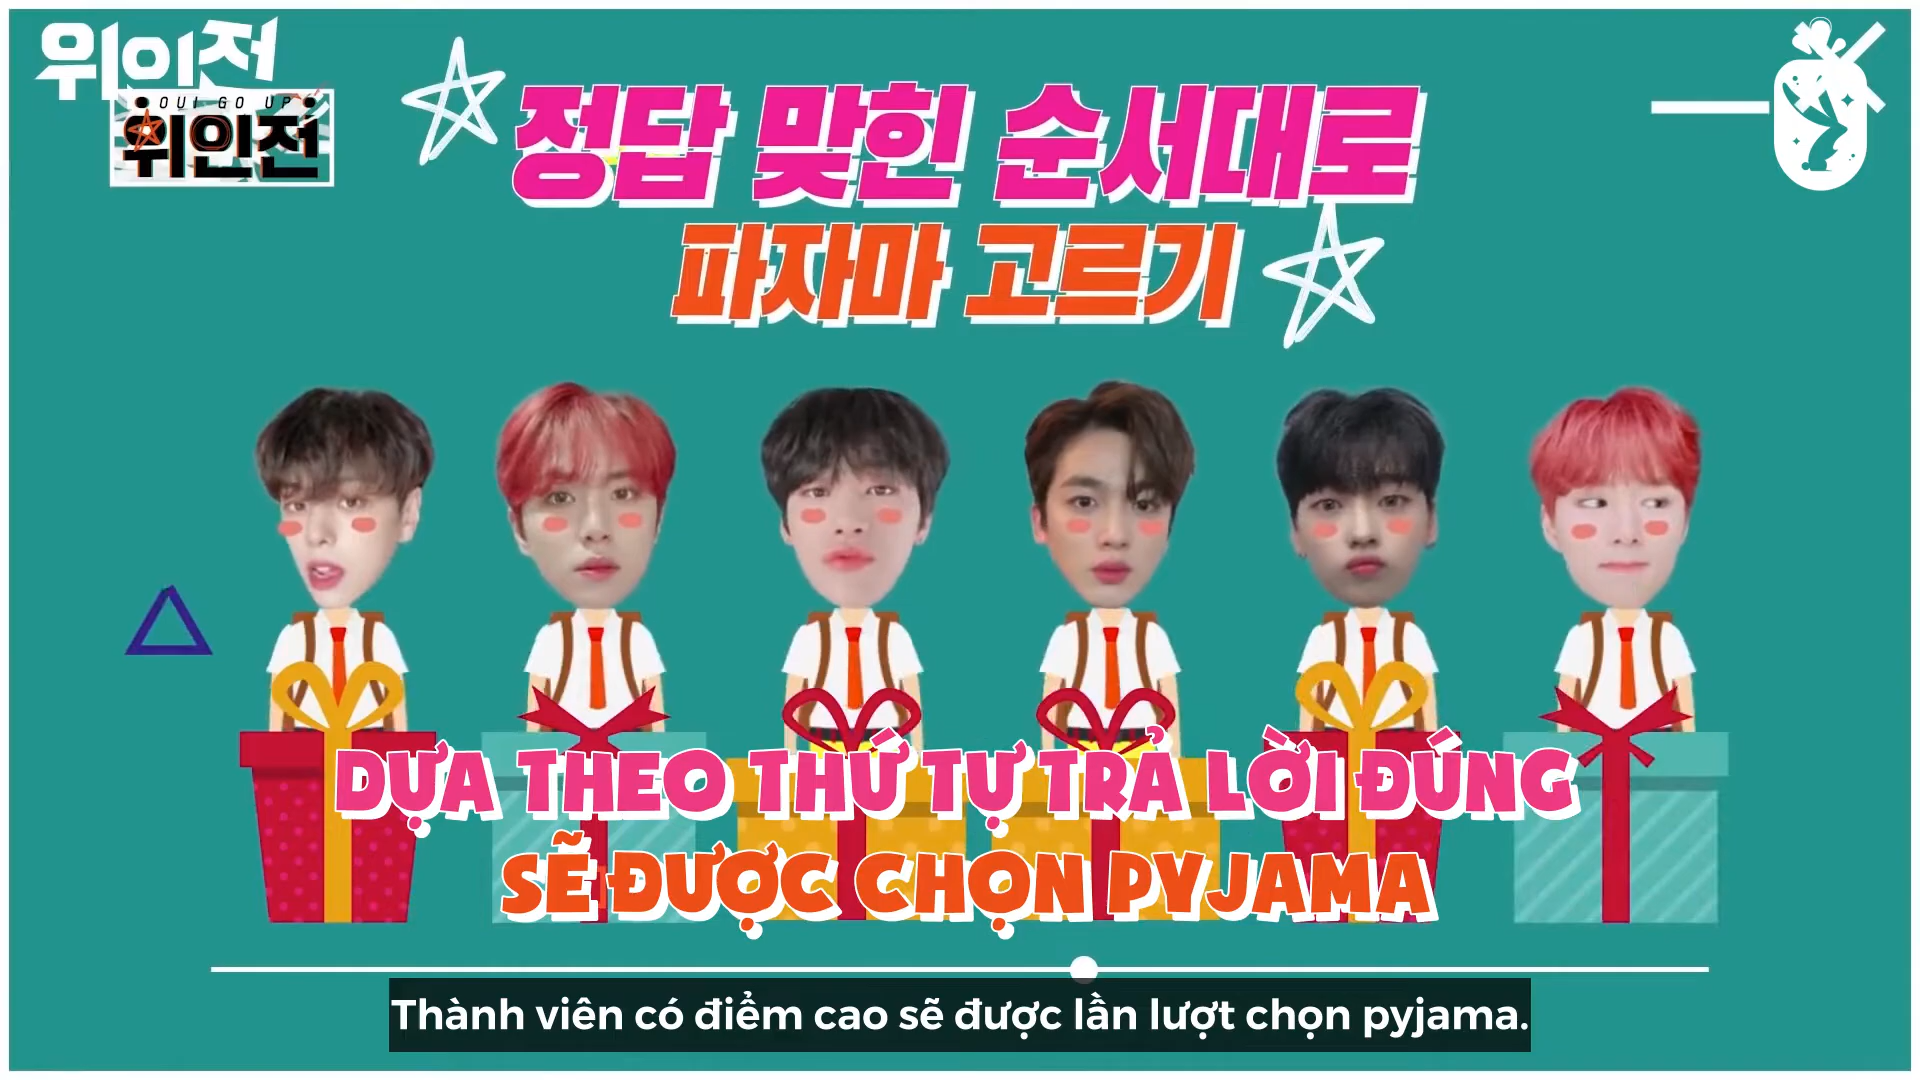 위이전
OUI GO UP
위인전
정답 맞힌 순서대로
파자마 고르기
DỰA THEO THỨ TỰ TRẢ LỜI ĐÚNG
SẼ ĐƯỢC CHỌN PYJAMA
Thành viên có điểm cao sẽ được lần lượt chọn pyjama.